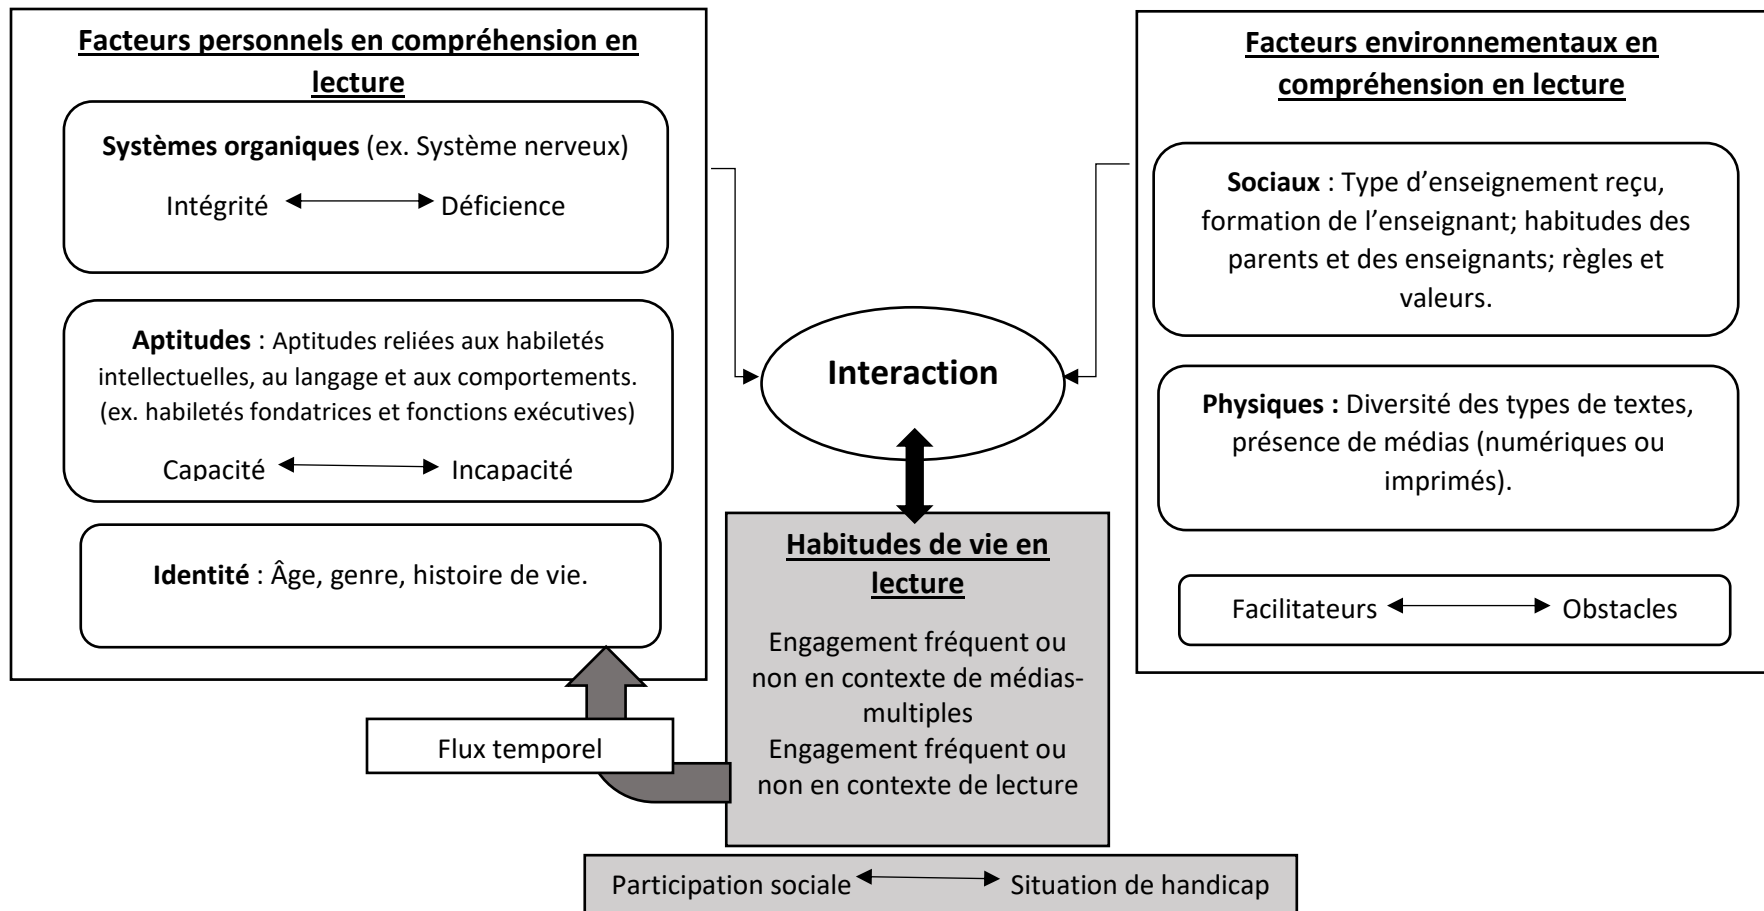 Facteurs personnels en compréhension en
lecture
Systèmes organiques (ex. Système nerveux)
Intégrité Déficience
Aptitudes : Aptitudes reliées aux habiletés
intellectuelles, au langage et aux comportements.
(ex. habiletés fondatrices et fonctions exécutives)
Capacité Incapacité
Identité : Âge, genre, histoire de vie.
Flux temporel
Interaction
Habitudes de vie en
lecture
Engagement fréquent ou
non en contexte de médias-
multiples
Engagement fréquent ou
non en contexte de lecture
Participation sociale Situation de handicap
Facteurs environnementaux en
compréhension en lecture
Sociaux : Type d’enseignement reçu,
formation de l’enseignant; habitudes des
parents et des enseignants; règles et
valeurs.
Physiques : Diversité des types de textes,
présence de médias (numériques ou
imprimés).
Facilitateurs Obstacles